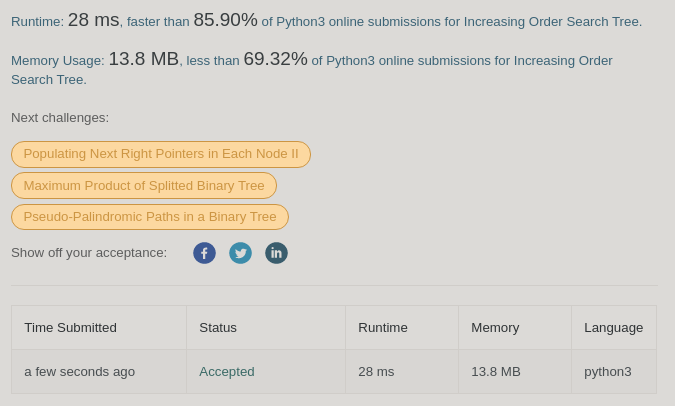 Runtime: 28 ms, faster than 85.90% of Python3 online submissions for Increasing Order Search Tree.
Memory Usage: 13.8 MB, less than 69.32% of Python3 online submissions for Increasing Order
Search Tree.
Next challenges:
Populating Next Right Pointers in Each Node II
Maximum Product of Splitted Binary Tree
Pseudo-Palindromic Paths in a Binary Tree
Show off your acceptance:
Time Submitted Status Runtime Memory Language
a few seconds ago Accepted 28 ms 13.8 MB python3